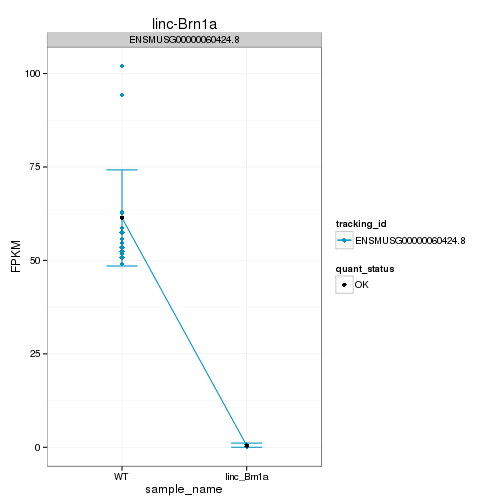 linc-Brn1a
ENSMUSG00000060424.8
100
75
50
25
0
FPKM
WT
linc_Brn1a
sample_name
tracking_id
ENSMUSG00000060424.8
quant_status
OK